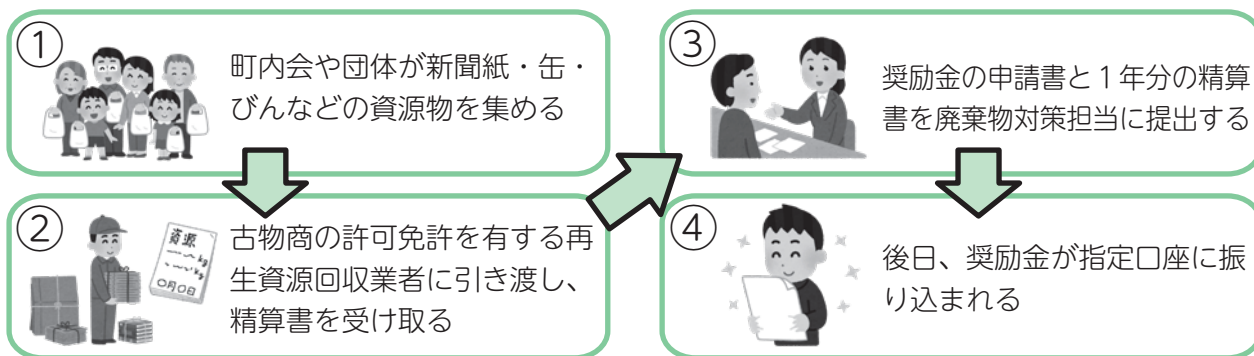 ①
町内会や団体が新聞紙・缶・
びんなどの資源物を集める
②
資源
kg
kg
〇月〇日
古物商の許可免許を有する再
生資源回収業者に引き渡し、
精算書を受け取る
③
奨励金の申請書と１年分の精算
書を廃棄物対策担当に提出する
④
後日、奨励金が指定口座に振
り込まれる